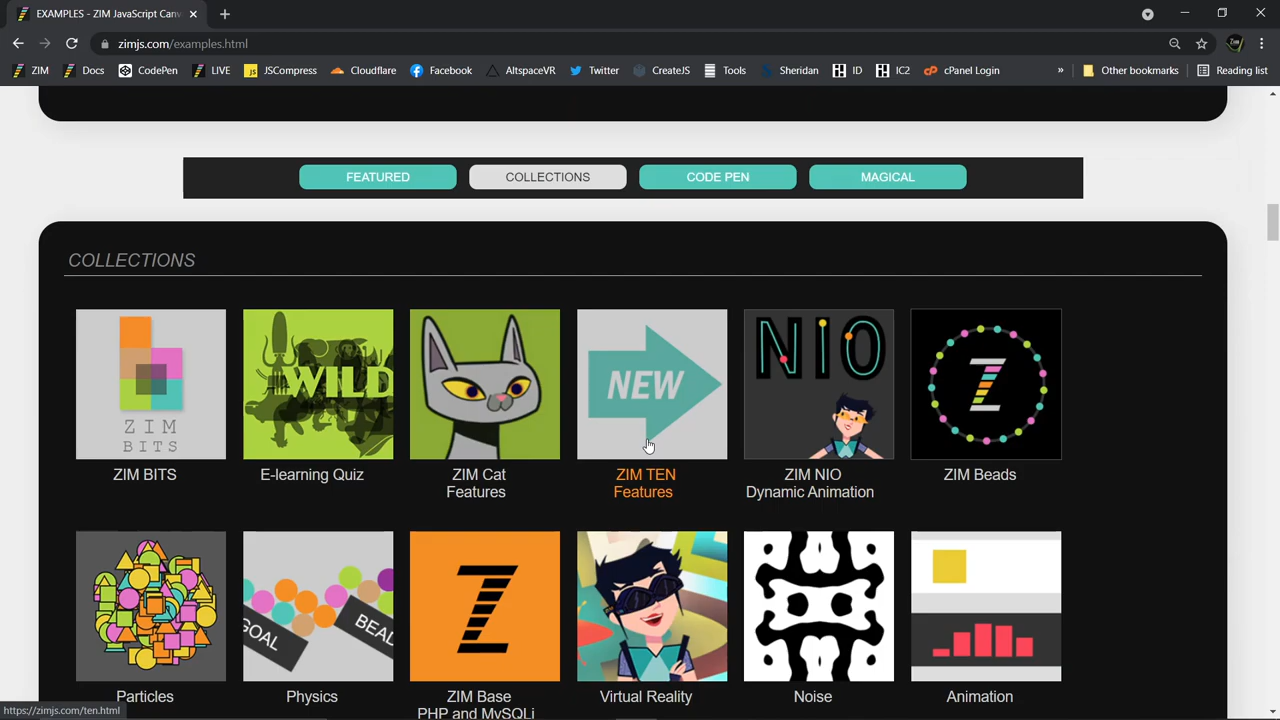 EXAMPLES - ZIM JavaScript Canv
zimjs.com/examples.html
ZIM
Docs
CodePen
LIVE
JSCompress
Cloudflare
Facebook
AltspaceVR
Twitter
CreateJS
Tools
Sheridan
ID
IC2
cPanel Login
»
Other bookmarks
Reading list
FEATURED
COLLECTIONS
CODE PEN
MAGICAL
COLLECTIONS
ZIM
BITS
WILD
NEW
NIO
ZIM BITS
E-learning Quiz
ZIM Cat
Features
ZIM TEN
Features
ZIM NIO
Dynamic Animation
ZIM Beads
GOAL
BEAD
Particles
Physics
ZIM Base
PHP and MySQLi
Virtual Reality
Noise
Animation
https://zimjs.com/ten.html